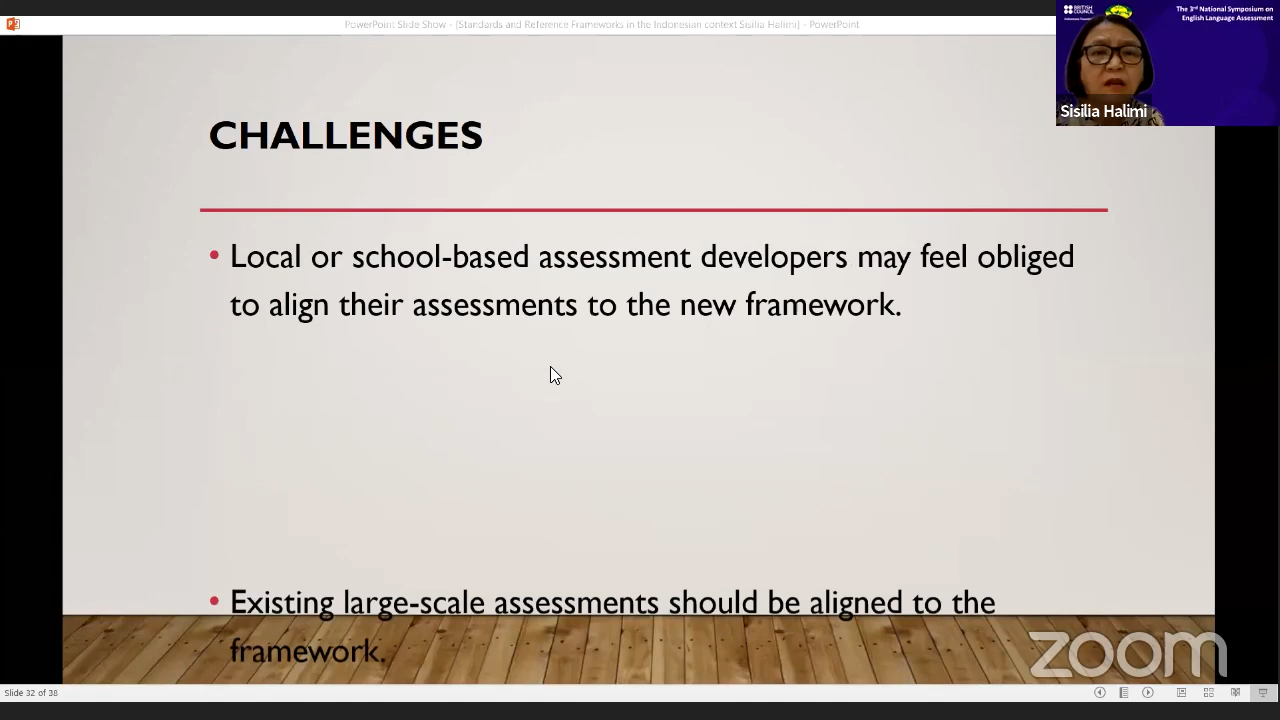 PowerPoint Slide Show - [Standards and Reference Frameworks in the Indonesian context Sisilia Halimi] - PowerPoint
BRITISH
COUNCIL
The 3rd National Symposium on
English Language Assessment
Sisilia Halimi
CHALLENGES
• Local or school-based assessment developers may feel obliged
to align their assessments to the new framework.
• Existing large-scale assessments should be aligned to the
framework.
zoom
Slide 32 of 38